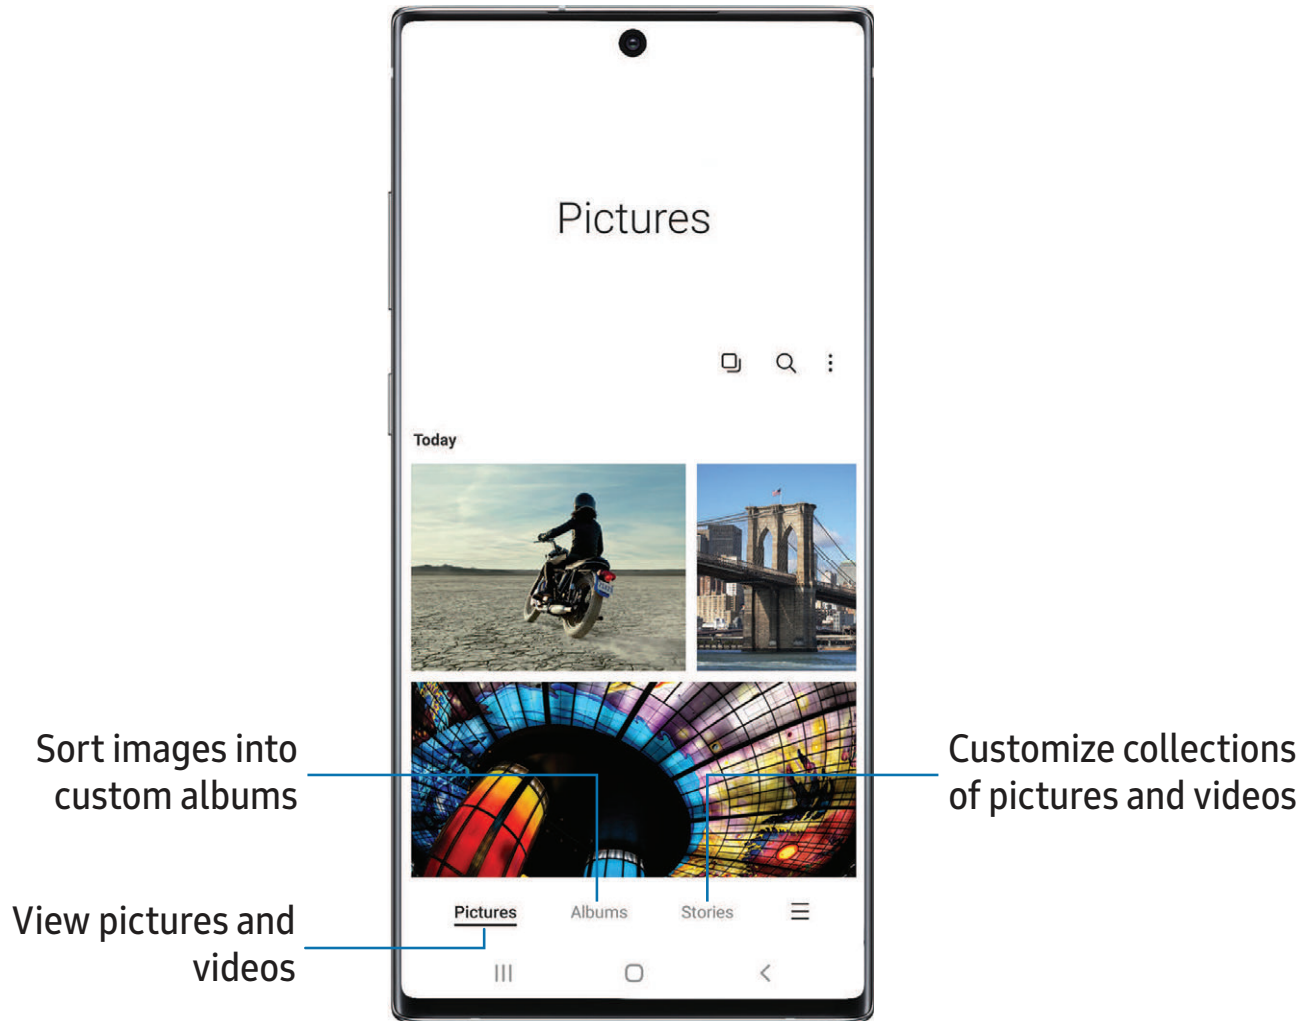 Pictures
Today
Sort images into
custom albums
Customize collections
of pictures and videos
View pictures and
videos
Pictures
Albums
Stories